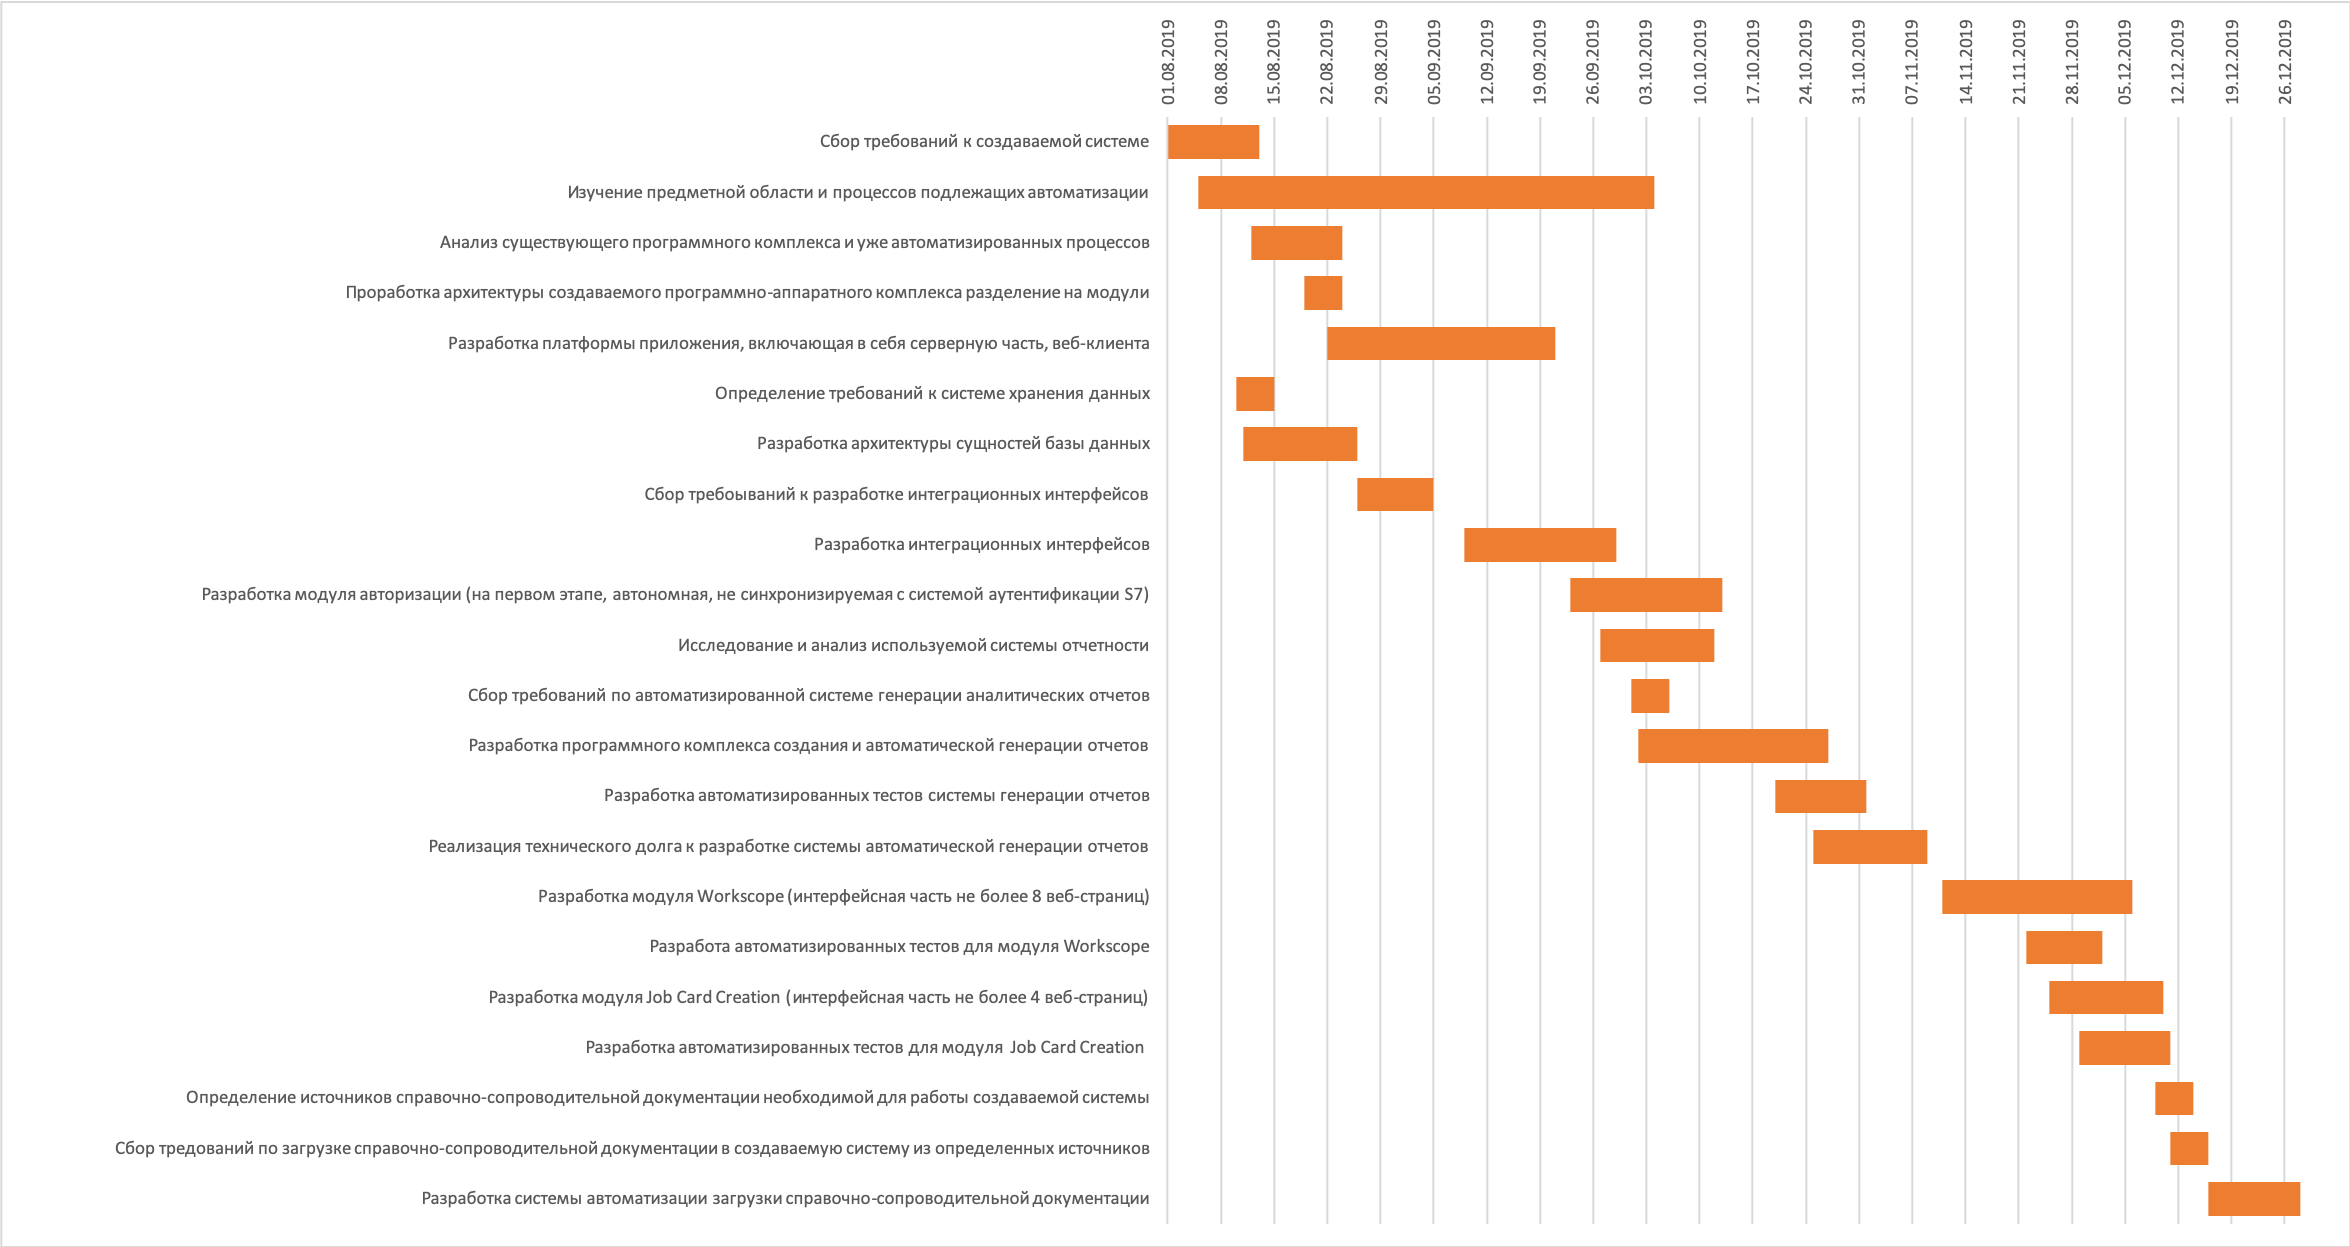 01.08.2019
08.08.2019
15.08.2019
22.08.2019
29.08.2019
05.09.2019
12.09.2019
19.09.2019
26.09.2019
03.10.2019
10.10.2019
17.10.2019
24.10.2019
31.10.2019
07.11.2019
14.11.2019
21.11.2019
28.11.2019
05.12.2019
12.12.2019
19.12.2019
26.12.2019
Сбор требований к создаваемой системе
Изучение предметной области и процессов подлежащих автоматизации
Анализ существующего программного комплекса и уже автоматизированных процессов
Проработка архитектуры создаваемого программно-аппаратного комплекса разделение на модули
Разработка платформы приложения, включающая в себя серверную часть, веб-клиента
Определение требований к системе хранения данных
Разработка архитектуры сущностей базы данных
Сбор требоываний к разработке интеграционных интерфейсов
Разработка интеграционных интерфейсов
Разработка модуля авторизации (на первом этапе, автономная, не синхронизируемая с системой аутентификации S7)
Исследование и анализ используемой системы отчетности
Сбор требований по автоматизированной системе генерации аналитических отчетов
Разработка программного комплекса создания и автоматической генерации отчетов
Разработка автоматизированных тестов системы генерации отчетов
Реализация технического долга к разработке системы автоматической генерации отчетов
Разработка модуля Workscope (интерфейсная часть не более 8 веб-страниц)
Разработа автоматизированных тестов для модуля Workscope
Разработка модуля Job Card Creation (интерфейсная часть не более 4 веб-страниц)
Разработка автоматизированных тестов для модуля Job Card Creation
Определение источников справочно-сопроводительной документации необходимой для работы создаваемой системы
Сбор тредований по загрузке справочно-сопроводительной документации в создаваемую систему из определенных источников
Разработка системы автоматизации загрузки справочно-сопроводительной документации